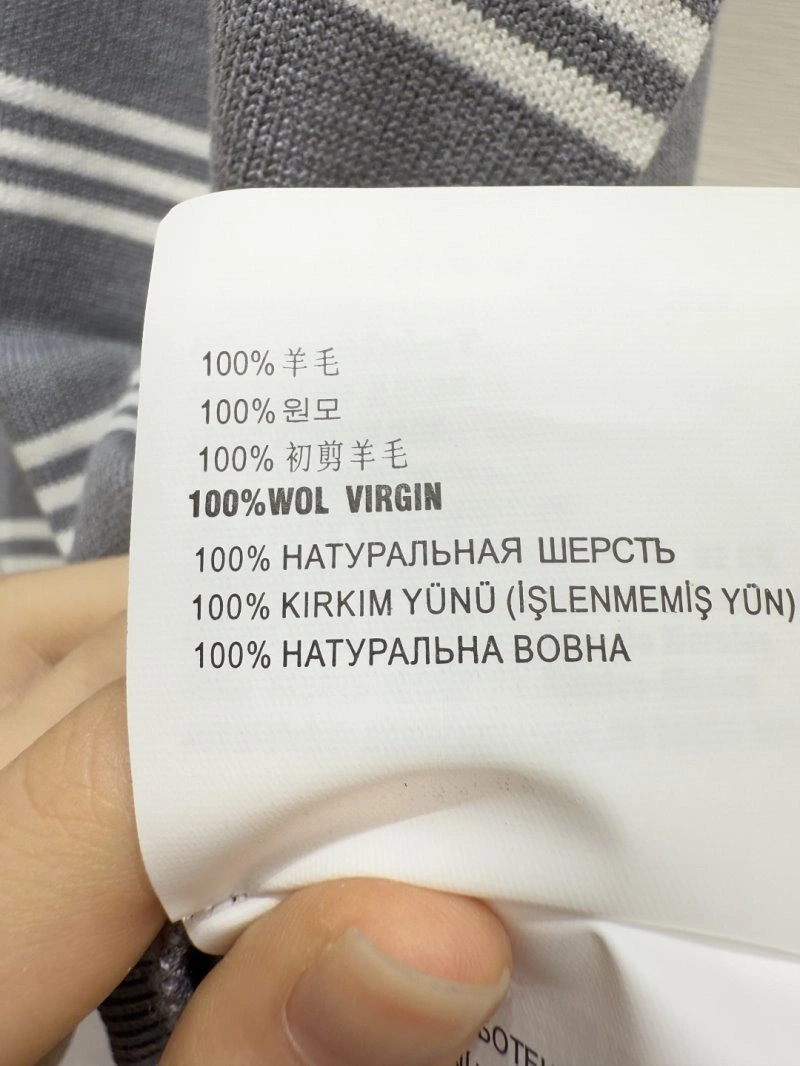 100% 羊毛
100% 원모
100% 初剪羊毛
100%WOL VIRGIN
100% НАТУРАЛЬНАЯ ШЕРСТЬ
100% KIRKIM YÜNÜ (İŞLENMEMİŞ YÜN)
100% НАТУРАЛЬНА ВОВНА